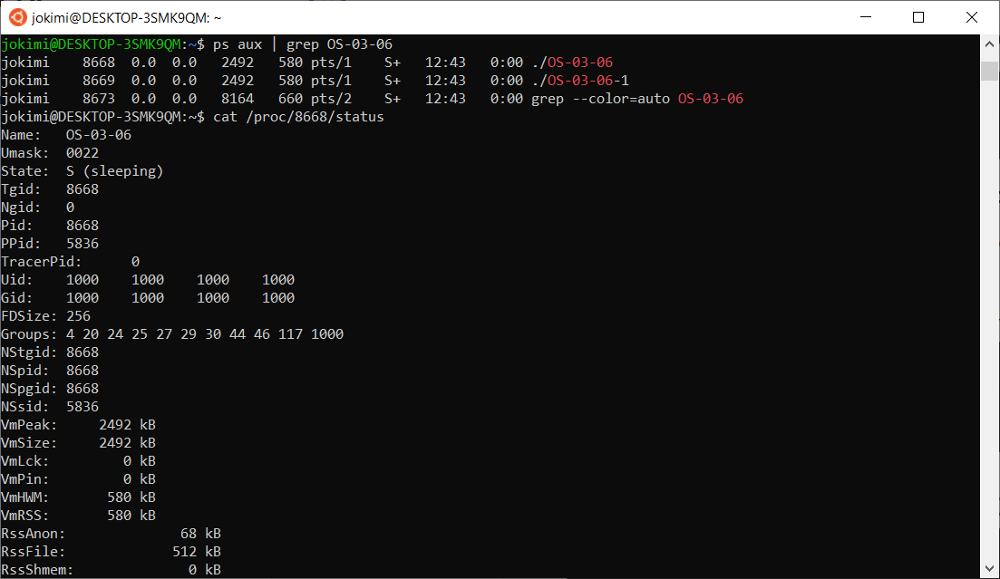 jokimi@DESKTOP-3SMK9QM: ~
jokimi@DESKTOP-3SMK9QM:~$ ps aux | grep OS-03-06
jokimi    8668  0.0  0.0   2492   580 pts/1    S+   12:43   0:00 ./OS-03-06
jokimi    8669  0.0  0.0   2492   580 pts/1    S+   12:43   0:00 ./OS-03-06-1
jokimi    8673  0.0  0.0   8164   660 pts/2    S+   12:43   0:00 grep --color=auto OS-03-06
jokimi@DESKTOP-3SMK9QM:~$ cat /proc/8668/status
Name:   OS-03-06
Umask:  0022
State:  S (sleeping)
Tgid:   8668
Ngid:   0
Pid:    8668
PPid:   5836
TracerPid:      0
Uid:    1000    1000    1000    1000
Gid:    1000    1000    1000    1000
FDSize: 256
Groups: 4 20 24 25 27 29 30 44 46 117 1000
NStgid: 8668
NSpid:  8668
NSpgid: 8668
NSsid:  5836
VmPeak:     2492 kB
VmSize:     2492 kB
VmLck:         0 kB
VmPin:         0 kB
VmHWM:       580 kB
VmRSS:       580 kB
RssAnon:              68 kB
RssFile:             512 kB
RssShmem:              0 kB